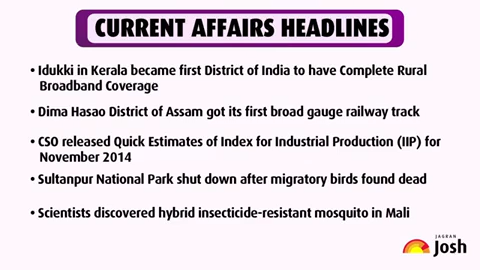 CURRENT AFFAIRS HEADLINES
• Idukki in Kerala became first District of India to have Complete Rural
Broadband Coverage
• Dima Hasao District of Assam got its first broad gauge railway track
• CSO released Quick Estimates of Index for Industrial Production (IIP) for
November 2014
• Sultanpur National Park shut down after migratory birds found dead
• Scientists discovered hybrid insecticide-resistant mosquito in Mali
JAGRAN
Josh